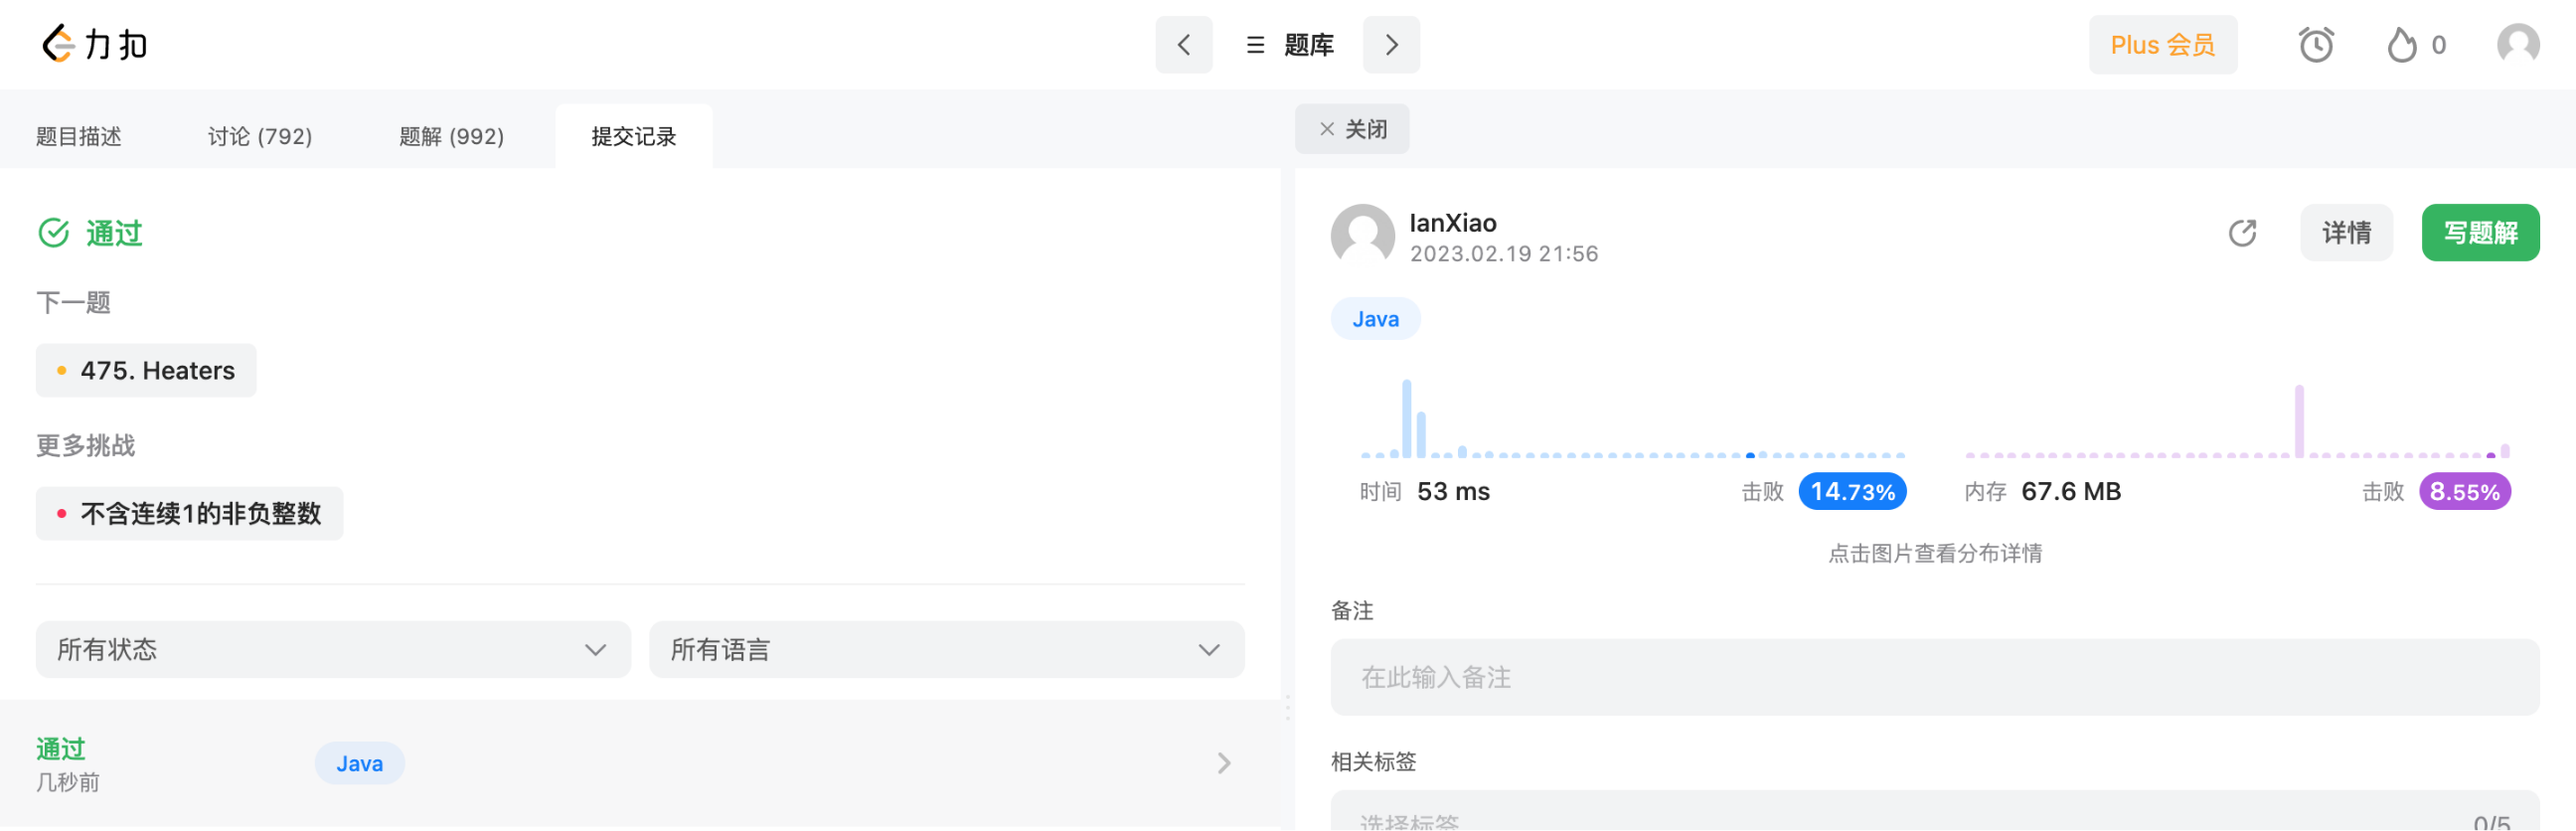 力扣
题库
Plus 会员
0
题目描述
讨论 (792)
题解 (992)
提交记录
关闭
通过
下一题
475. Heaters
更多挑战
不含连续1的非负整数
所有状态
所有语言
通过
几秒前
Java
IanXiao
2023.02.19 21:56
详情
写题解
Java
时间 53 ms
击败 14.73%
内存 67.6 MB
击败 8.55%
点击图片查看分布详情
备注
在此输入备注
相关标签
选择标签
0/5